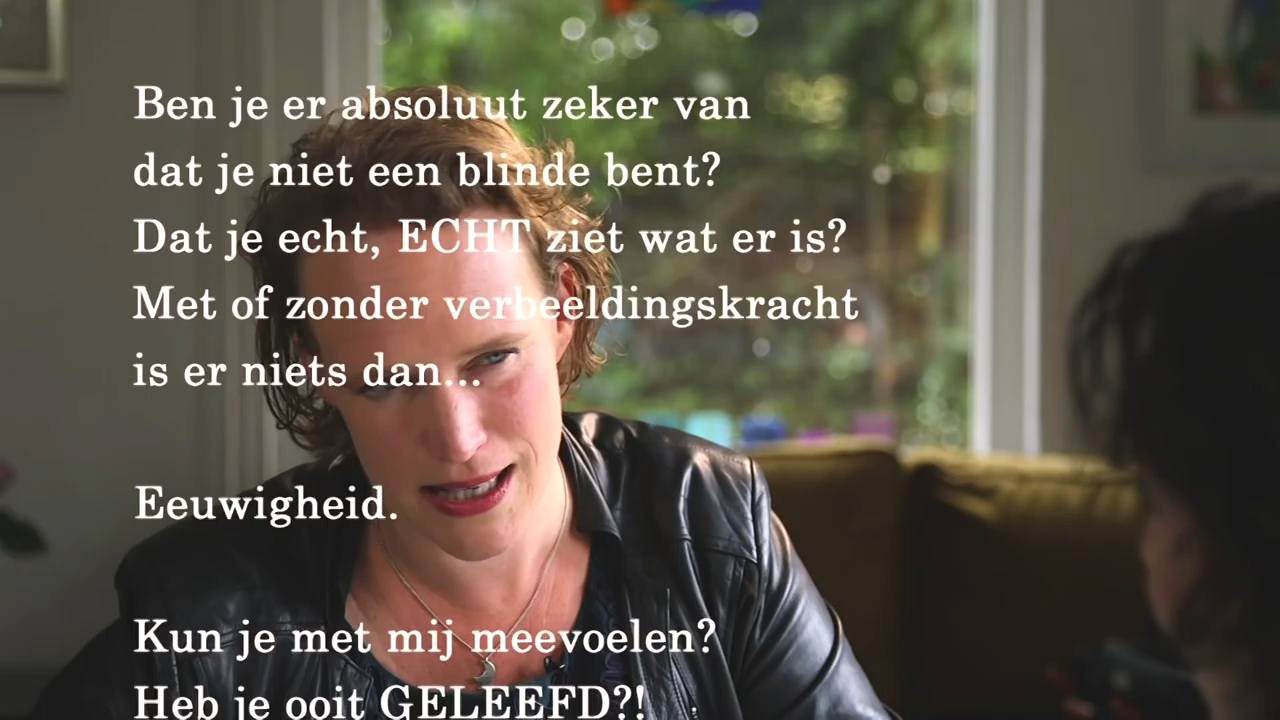 Ben je er absoluut zeker van
dat je niet een blinde bent?
Dat je echt, ECHT ziet wat er is?
Met of zonder verbeeldingskracht
is er niets dan...
Eeuwigheid.
Kun je met mij meevoelen?
Heb je ooit GELEEFD?!